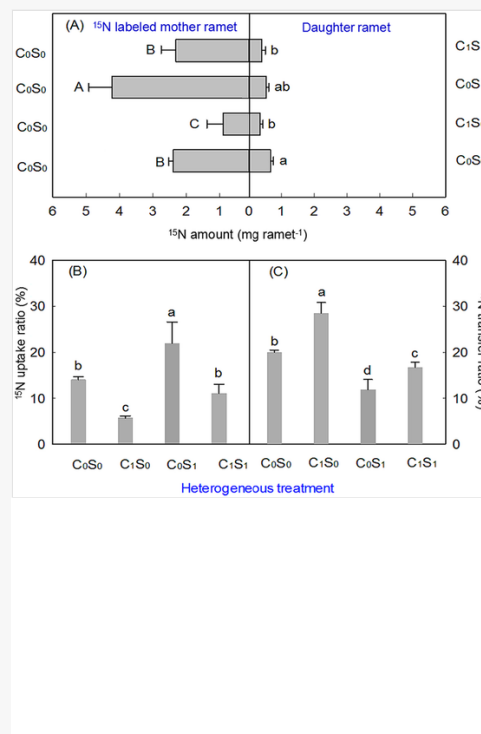 (A) ¹⁵N labeled mother ramet Daughter ramet
C₀S₀ B b C₁S
C₀S₀ A ab C₀S
C₀S₀ C b C₁S
C₀S₀ B a C₀S
6 5 4 3 2 1 0 1 2 3 4 5 6
¹⁵N amount (mg ramet⁻¹)
(B) (C)
¹⁵N uptake ratio (%)
40 30 20 10 0
b c a b
b a d c
40 30 20 10 0
C₀S₀ C₁S₀ C₀S₁ C₁S₁ C₀S₀ C₁S₀ C₀S₁ C₁S₁
Heterogeneous treatment